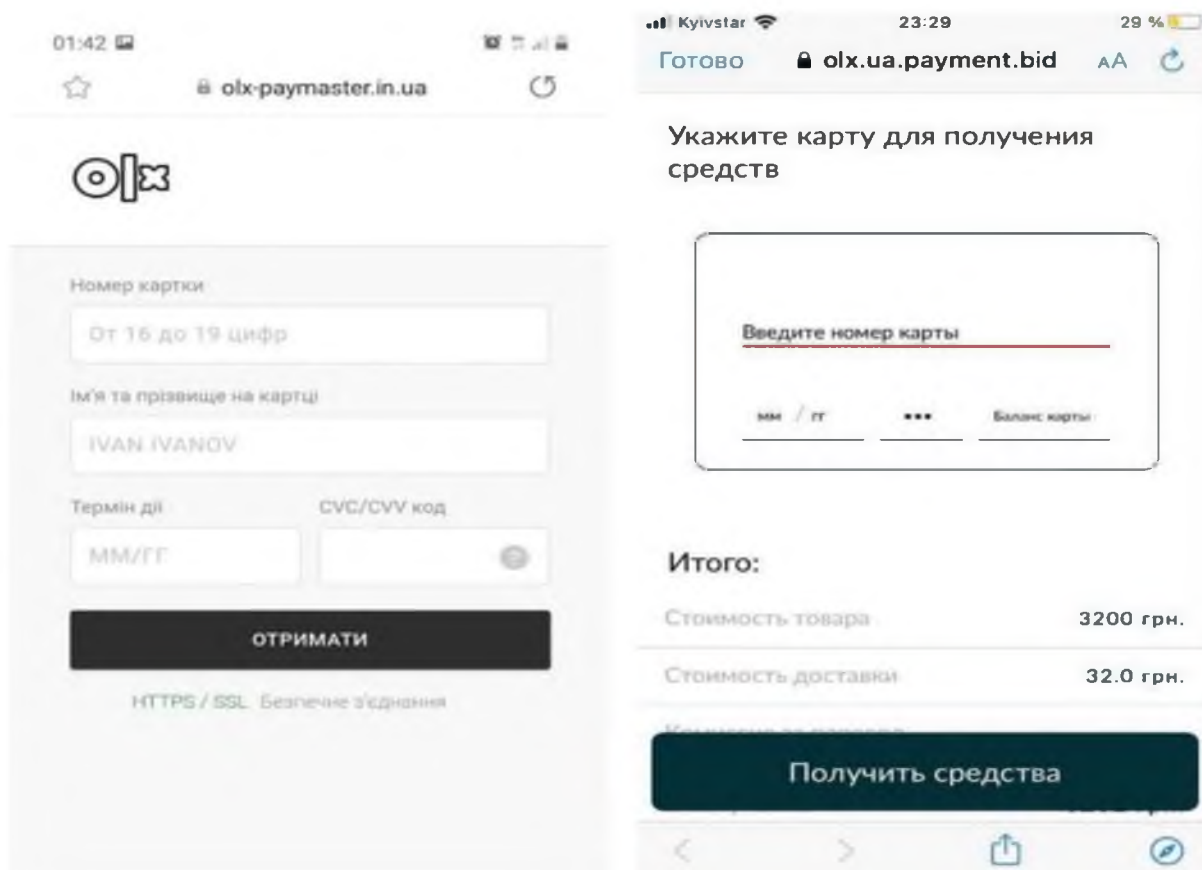 01:42
olx-paymaster.in.ua
olx
Номер картки
От 16 до 19 цифр
Ім'я та прізвище на картці
IVAN IVANOV
Термін дії
CVC/CVV код
ММ/ГГ
ОТРИМАТИ
HTTPS / SSL Безпечне з'єднання
Kyivstar 23:29 29 %
Готово olx.ua.payment.bid AA
Укажите карту для получения
средств
Введите номер карты
мм / гг ••• Баланс карты
Итого:
Стоимость товара 3200 грн.
Стоимость доставки 32.0 грн.
Получить средства